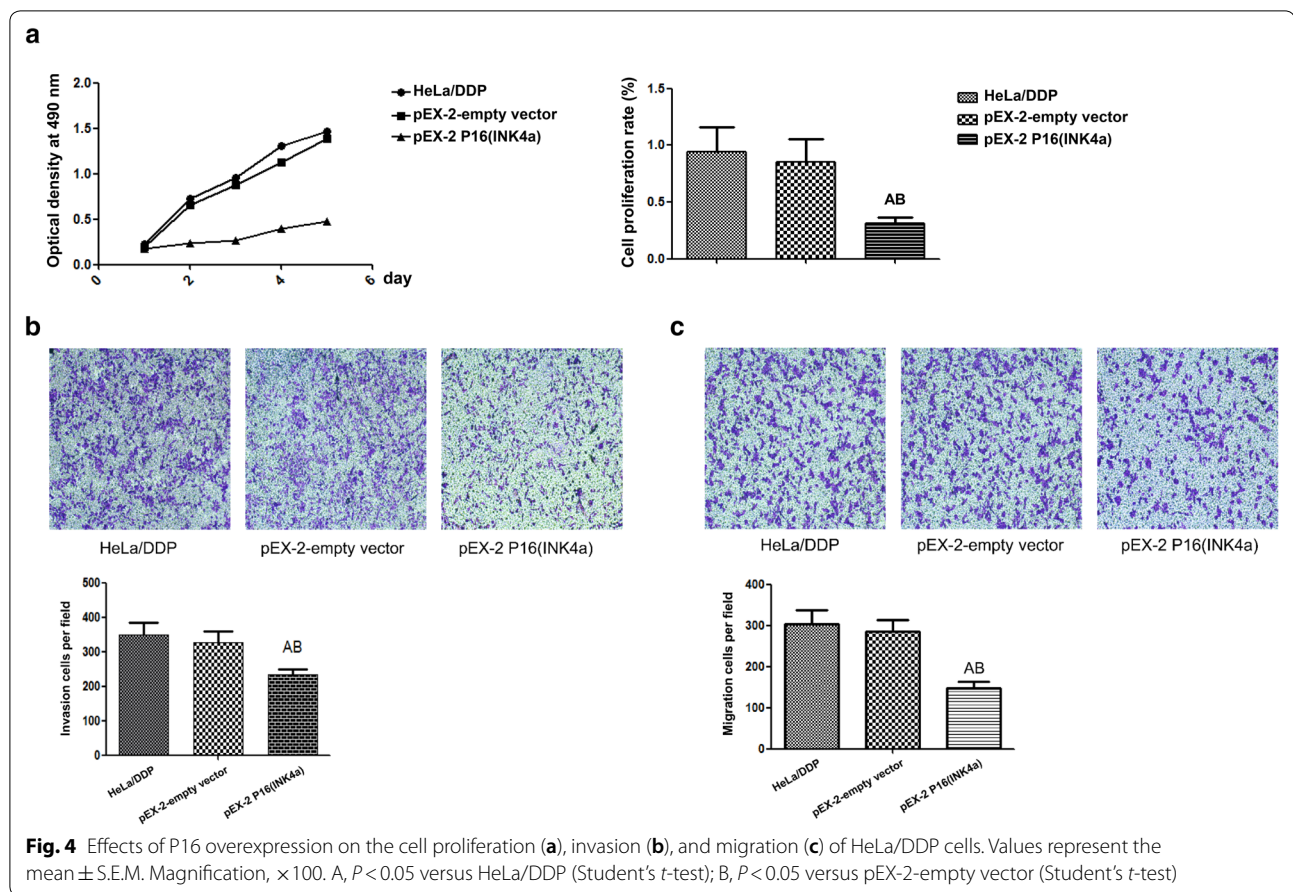 a
Optical density at 490 nm
2.0
1.5
1.0
0.5
0.0
0
2
4
6
day
HeLa/DDP
pEX-2-empty vector
pEX-2 P16(INK4a)
Cell proliferation rate (%)
1.5
1.0
0.5
0.0
AB
HeLa/DDP
pEX-2-empty vector
pEX-2 P16(INK4a)
b
HeLa/DDP
pEX-2-empty vector
pEX-2 P16(INK4a)
Invasion cells per field
500
400
300
200
100
0
AB
HeLa/DDP
pEX-2-empty vector
pEX-2 P16(INK4a)
c
HeLa/DDP
pEX-2-empty vector
pEX-2 P16(INK4a)
Migration cells per field
400
300
200
100
0
AB
HeLa/DDP
pEX-2-empty vector
pEX-2 P16(INK4a)
Fig. 4 Effects of P16 overexpression on the cell proliferation (a), invasion (b), and migration (c) of HeLa/DDP cells. Values represent the
mean ± S.E.M. Magnification, ×100. A, P < 0.05 versus HeLa/DDP (Student's t-test); B, P < 0.05 versus pEX-2-empty vector (Student's t-test)